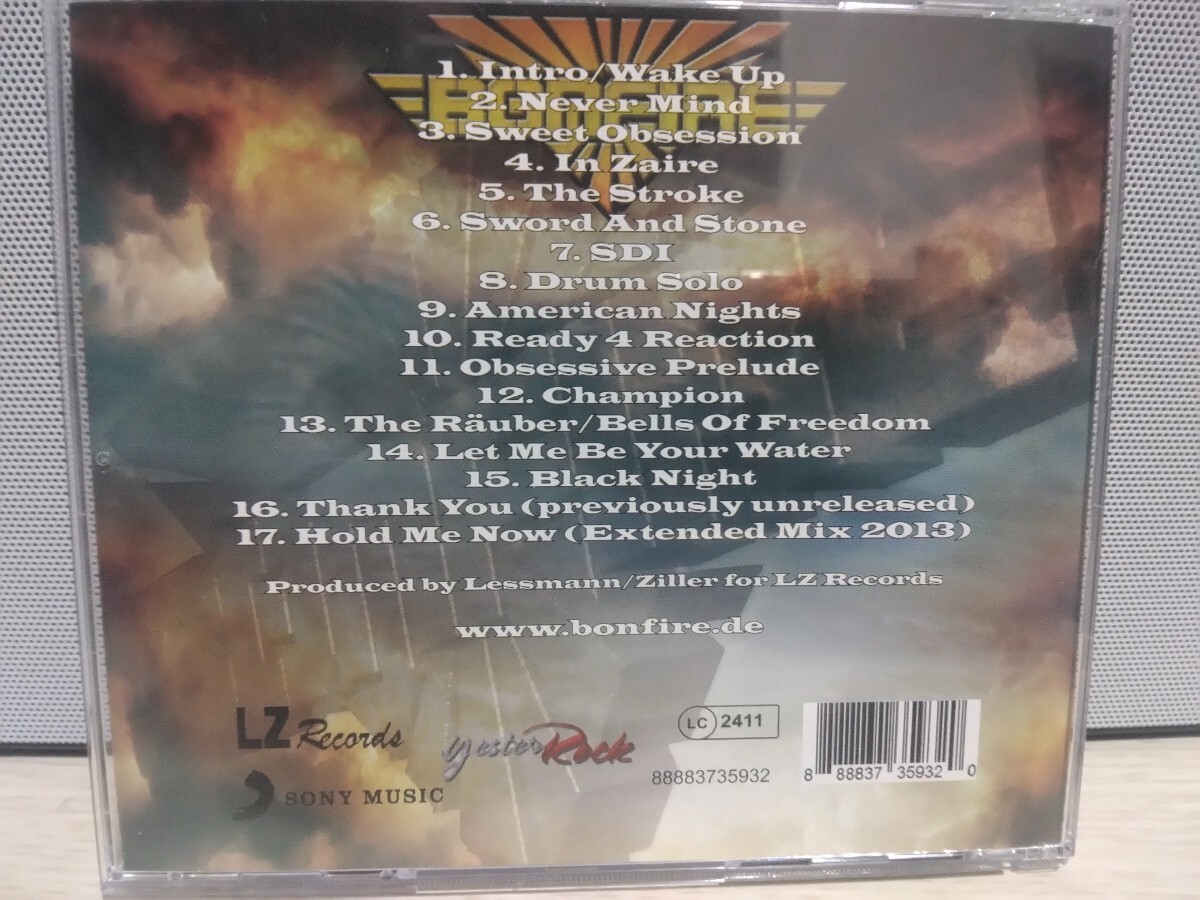 BONFIRE
1. Intro/Wake Up
2. Never Mind
3. Sweet Obsession
4. In Zaire
5. The Stroke
6. Sword And Stone
7. SDI
8. Drum Solo
9. American Nights
10. Ready 4 Reaction
11. Obsessive Prelude
12. Champion
13. The Räuber/Bells Of Freedom
14. Let Me Be Your Water
15. Black Night
16. Thank You (previously unreleased)
17. Hold Me Now (Extended Mix 2013)
Produced by Lessmann/Ziller for LZ Records
www.bonfire.de
LZ Records
yesterRock
LC 2411
88883735932
8 88837 35932 0
SONY MUSIC